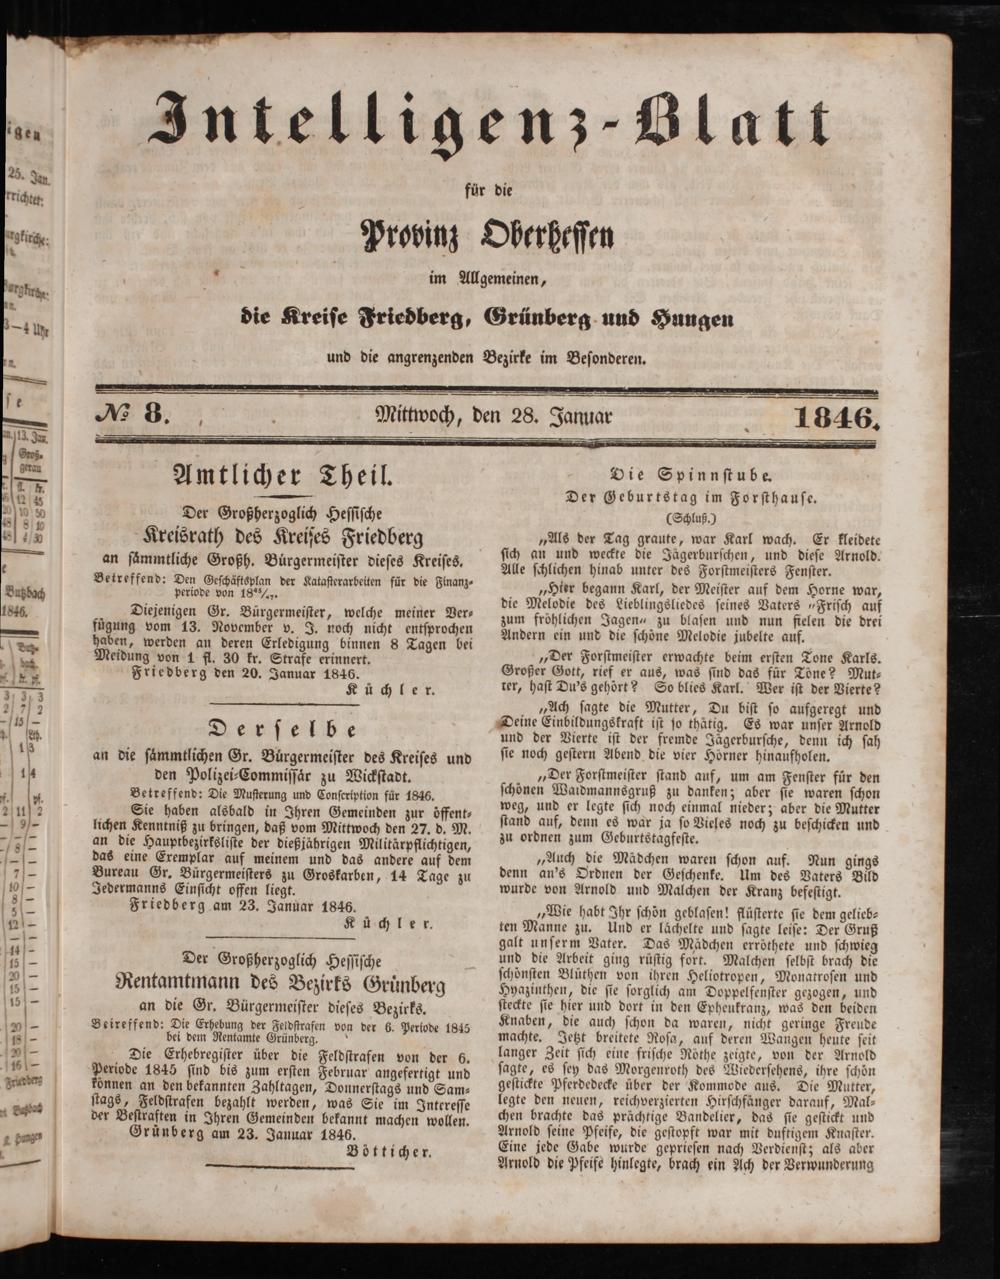 Intelligenz-Blatt
für die
Provinz Oberhessen
im Allgemeinen,
die Kreise Friedberg, Grünberg und Hungen
und die angrenzenden Bezirke im Besonderen.
№ 8.
Mittwoch, den 28. Januar
1846.
Amtlicher Theil.
Der Großherzoglich Hessische
Kreisrath des Kreises Friedberg
an sämmtliche Großh. Bürgermeister dieses Kreises.
Betreffend: Den Geschäftsplan der Katasterarbeiten für die Finanz-
periode von 18⁴⁵/₄₇.
Diejenigen Gr. Bürgermeister, welche meiner Ver-
fügung vom 13. November v. J. noch nicht entsprochen
haben, werden an deren Erledigung binnen 8 Tagen bei
Meidung von 1 fl. 30 kr. Strafe erinnert.
Friedberg den 20. Januar 1846.
Küchler.
Derselbe
an die sämmtlichen Gr. Bürgermeister des Kreises und
den Polizei-Commissär zu Wickstadt.
Betreffend: Die Musterung und Conscription für 1846.
Sie haben alsbald in Ihren Gemeinden zur öffent-
lichen Kenntniß zu bringen, daß vom Mittwoch den 27. d. M.
an die Hauptbezirksliste der dießjährigen Militärpflichtigen,
das eine Exemplar auf meinem und das andere auf dem
Bureau Gr. Bürgermeisters zu Groskarben, 14 Tage zu
Jedermanns Einsicht offen liegt.
Friedberg am 23. Januar 1846.
Küchler.
Der Großherzoglich Hessische
Rentamtmann des Bezirks Grünberg
an die Gr. Bürgermeister dieses Bezirks.
Betreffend: Die Erhebung der Feldstrafen von der 6. Periode 1845
bei dem Rentamte Grünberg.
Die Erhebregister über die Feldstrafen von der 6.
Periode 1845 sind bis zum ersten Februar angefertigt und
können an den bekannten Zahltagen, Donnerstags und Sam-
stags, Feldstrafen bezahlt werden, was Sie im Interesse
der Bestraften in Ihren Gemeinden bekannt machen wollen.
Grünberg am 23. Januar 1846.
Bötticher.
Die Spinnstube.
Der Geburtstag im Forsthause.
(Schluß.)
„Als der Tag graute, war Karl wach. Er kleidete
sich an und weckte die Jägerburschen, und diese Arnold.
Alle schlichen hinab unter des Forstmeisters Fenster.
„Hier begann Karl, der Meister auf dem Horne war,
die Melodie des Lieblingsliedes seines Vaters „Frisch auf
zum fröhlichen Jagen„ zu blasen und nun fielen die drei
Andern ein und die schöne Melodie jubelte auf.
„Der Forstmeister erwachte beim ersten Tone Karls.
Großer Gott, rief er aus, was sind das für Töne? Mut-
ter, hast Du's gehört? So blies Karl. Wer ist der Vierte?
„Ach sagte die Mutter, Du bist so aufgeregt und
Deine Einbildungskraft ist so thätig. Es war unser Arnold
und der Vierte ist der fremde Jägerbursche, denn ich sah
sie noch gestern Abend die vier Hörner hinaufholen.
„Der Forstmeister stand auf, um am Fenster für den
schönen Waidmannsgruß zu danken; aber sie waren schon
weg, und er legte sich noch einmal nieder; aber die Mutter
stand auf, denn es war ja so Vieles noch zu beschicken und
zu ordnen zum Geburtstagfeste.
„Auch die Mädchen waren schon auf. Nun gings
denn an's Ordnen der Geschenke. Um des Vaters Bild
wurde von Arnold und Malchen der Kranz befestigt.
„Wie habt Ihr schön geblasen! flüsterte sie dem gelieb-
ten Manne zu. Und er lächelte und sagte leise: Der Gruß
galt unserm Vater. Das Mädchen erröthete und schwieg
und die Arbeit ging rüstig fort. Malchen selbst brach die
schönsten Blüthen von ihren Heliotropen, Monatrosen und
Hyazinthen, die sie sorglich am Doppelfenster gezogen, und
steckte sie hier und dort in den Epheukranz, was den beiden
Knaben, die auch schon da waren, nicht geringe Freude
machte. Jetzt breitete Rosa, auf deren Wangen heute seit
langer Zeit sich eine frische Röthe zeigte, von der Arnold
sagte, es sey das Morgenroth des Wiedersehens, ihre schön
gestickte Pferdedecke über der Kommode aus. Die Mutter,
legte den neuen, reichverzierten Hirschfänger darauf, Mal-
chen brachte das prächtige Bandelier, das sie gestickt und
Arnold seine Pfeife, die gestopft war mit duftigem Knaster.
Eine jede Gabe wurde gepriesen nach Verdienst; als aber
Arnold die Pfeife hinlegte, brach ein Ach der Verwunderung